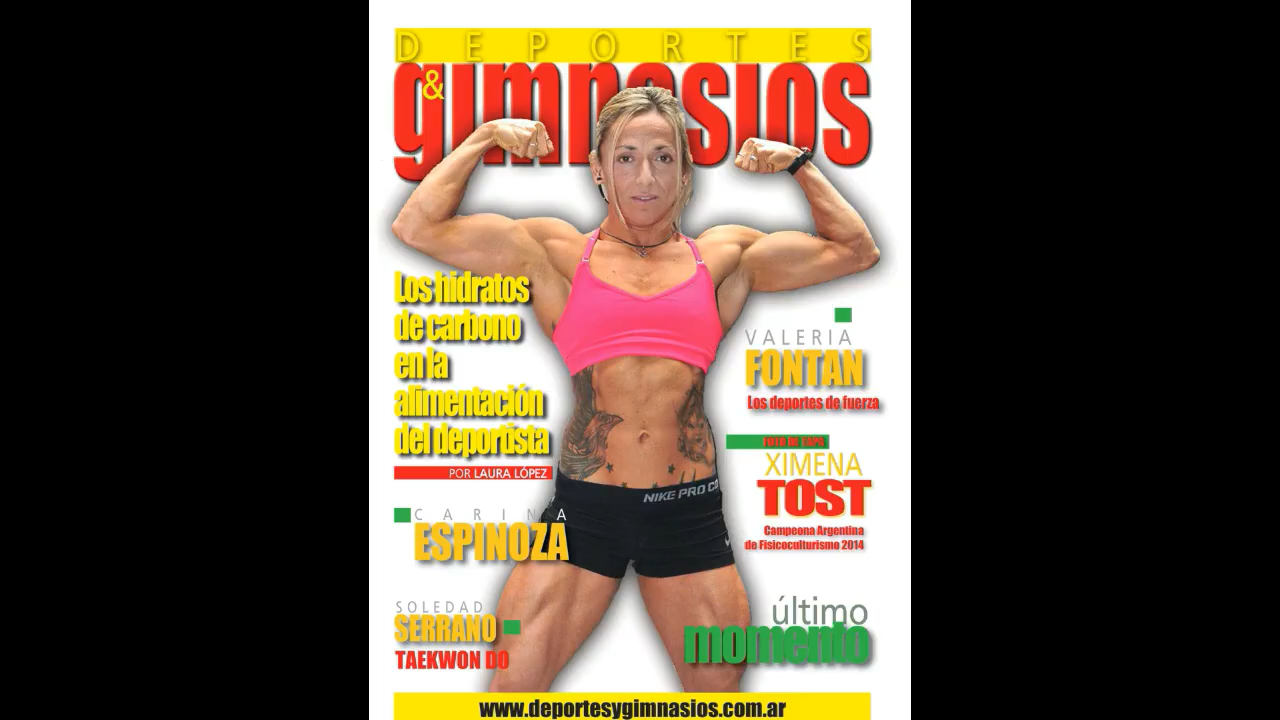 DEPORTES
& gimnasios
Los hidratos
de carbono
en la
alimentación
del deportista
POR LAURA LÓPEZ
CARINA
ESPINOZA
SOLEDAD
SERRANO
TAEKWON DO
VALERIA
FONTAN
Los deportes de fuerza
FOTO DE TAPA
XIMENA
TOST
Campeona Argentina
de Fisicoculturismo 2014
último
momento
NIKE PRO
www.deportesygimnasios.com.ar